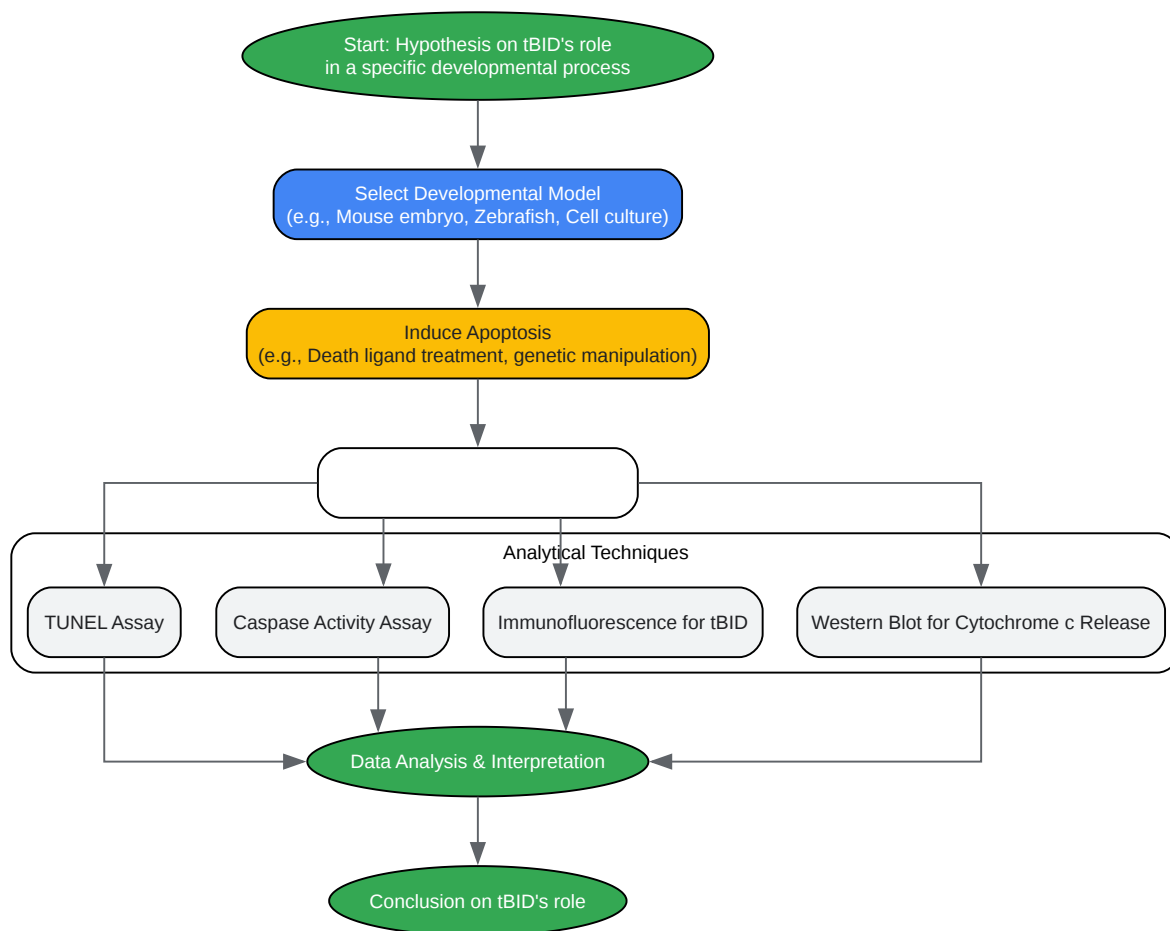 Start: Hypothesis on tBID's role
in a specific developmental process
Select Developmental Model
(e.g., Mouse embryo, Zebrafish, Cell culture)
Induce Apoptosis
(e.g., Death ligand treatment, genetic manipulation)
Analytical Techniques
TUNEL Assay
Caspase Activity Assay
Immunofluorescence for tBID
Western Blot for Cytochrome c Release
Data Analysis & Interpretation
Conclusion on tBID's role